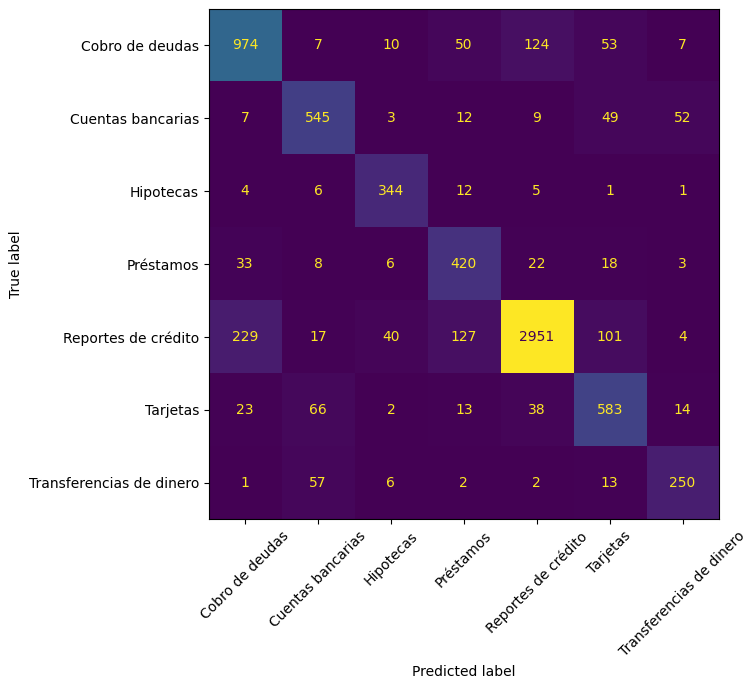 True label
Cobro de deudas 974 7 10 50 124 53 7
Cuentas bancarias 7 545 3 12 9 49 52
Hipotecas 4 6 344 12 5 1 1
Préstamos 33 8 6 420 22 18 3
Reportes de crédito 229 17 40 127 2951 101 4
Tarjetas 23 66 2 13 38 583 14
Transferencias de dinero 1 57 6 2 2 13 250
Cobro de deudas
Cuentas bancarias
Hipotecas
Préstamos
Reportes de crédito
Tarjetas
Transferencias de dinero
Predicted label